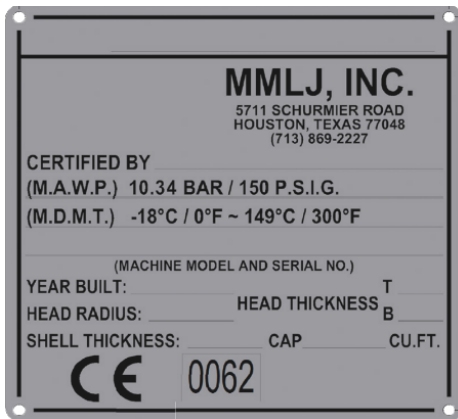 MMLJ, INC.
5711 SCHURMIER ROAD
HOUSTON, TEXAS 77048
(713) 869-2227
CERTIFIED BY
(M.A.W.P.) 10.34 BAR / 150 P.S.I.G.
(M.D.M.T.) -18°C / 0°F ~ 149°C / 300°F
(MACHINE MODEL AND SERIAL NO.)
YEAR BUILT: T
HEAD RADIUS: HEAD THICKNESS B
SHELL THICKNESS: CAP CU.FT.
CE 0062